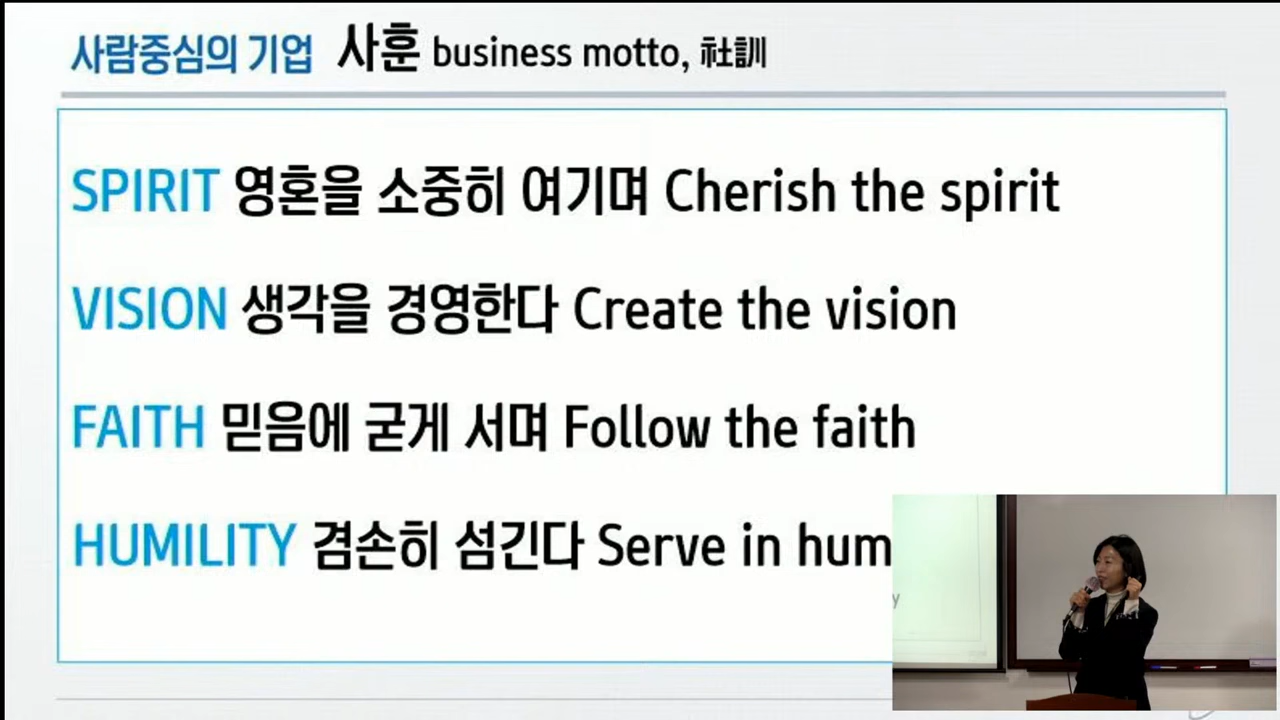 사람중심의 기업 사훈 business motto, 社訓
SPIRIT 영혼을 소중히 여기며 Cherish the spirit
VISION 생각을 경영한다 Create the vision
FAITH 믿음에 굳게 서며 Follow the faith
HUMILITY 겸손히 섬긴다 Serve in hum
y